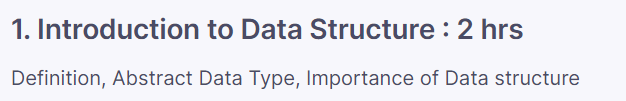 1. Introduction to Data Structure : 2 hrs
Definition, Abstract Data Type, Importance of Data structure